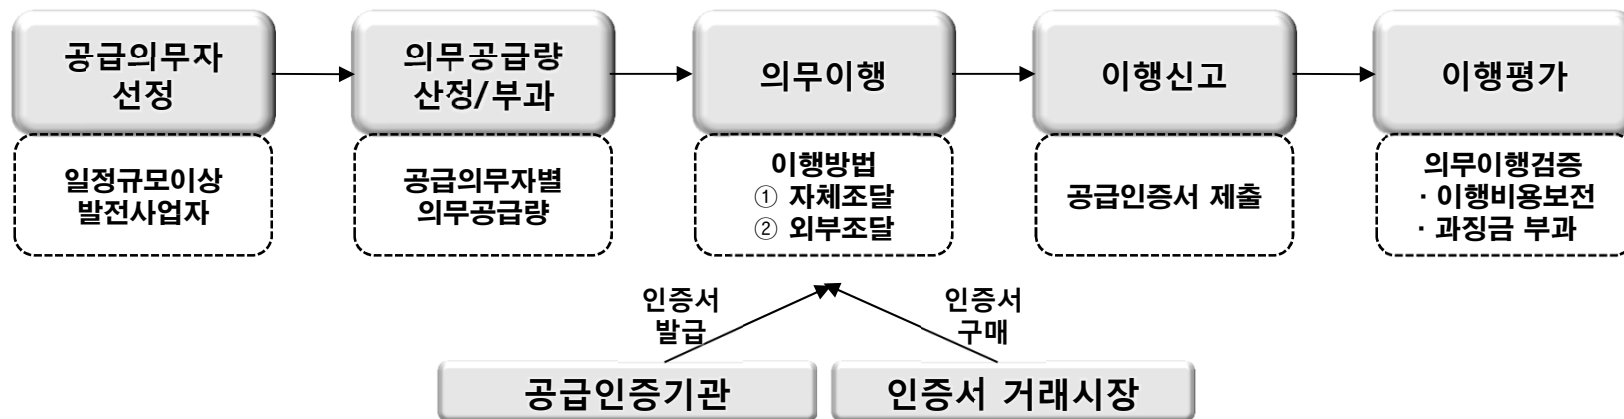 공급의무자
선정
의무공급량
산정/부과
의무이행
이행신고
이행평가
일정규모이상
발전사업자
공급의무자별
의무공급량
이행방법
① 자체조달
② 외부조달
공급인증서 제출
의무이행검증
· 이행비용보전
· 과징금 부과
인증서
발급
인증서
구매
공급인증기관
인증서 거래시장